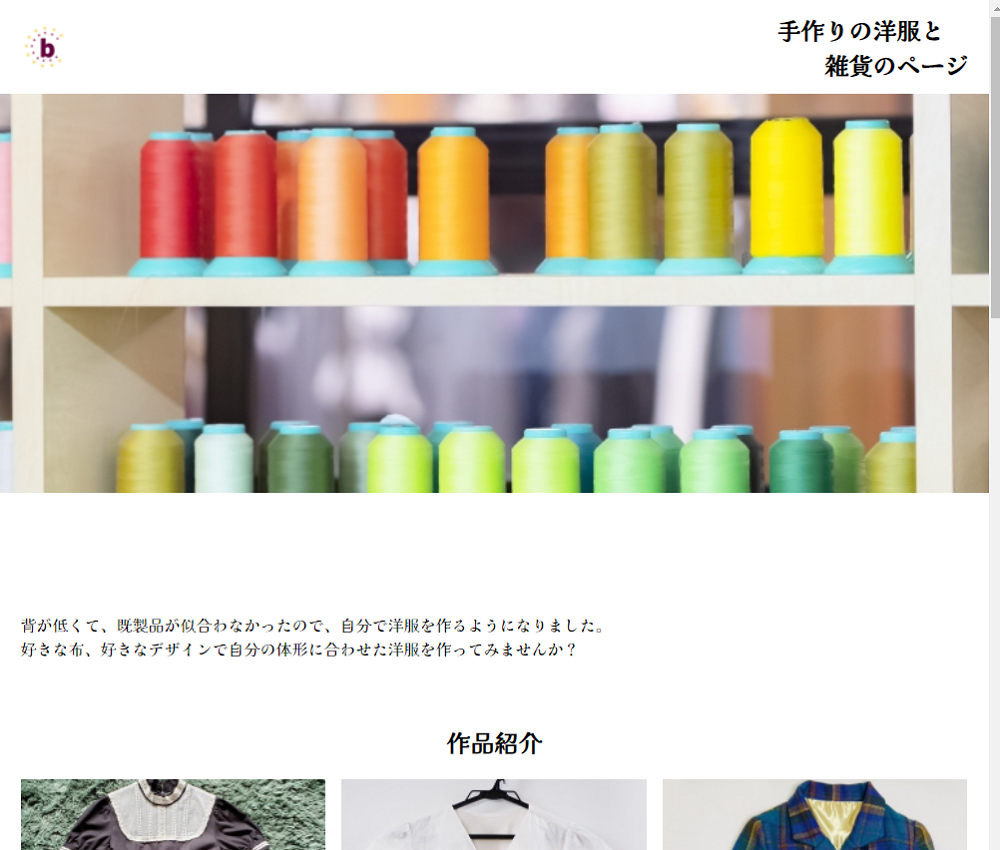 b
手作りの洋服と
雑貨のページ
背が低くて、既製品が似合わなかったので、自分で洋服を作るようになりました。
好きな布、好きなデザインで自分の体形に合わせた洋服を作ってみませんか？
作品紹介